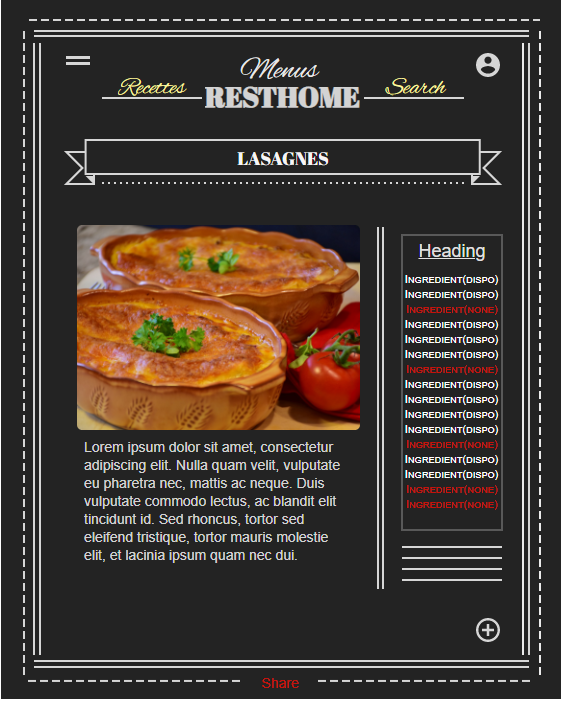 Menus
Recettes
RESTHOME
Search
LASAGNES
Lorem ipsum dolor sit amet, consectetur
adipiscing elit. Nulla quam velit, vulputate
eu pharetra nec, mattis ac neque. Duis
vulputate commodo lectus, ac blandit elit
tincidunt id. Sed rhoncus, tortor sed
eleifend tristique, tortor mauris molestie
elit, et lacinia ipsum quam nec dui.
Heading
INGREDIENT(DISPO)
INGREDIENT(DISPO)
INGREDIENT(NONE)
INGREDIENT(DISPO)
INGREDIENT(DISPO)
INGREDIENT(DISPO)
INGREDIENT(NONE)
INGREDIENT(DISPO)
INGREDIENT(DISPO)
INGREDIENT(DISPO)
INGREDIENT(DISPO)
INGREDIENT(NONE)
INGREDIENT(DISPO)
INGREDIENT(DISPO)
INGREDIENT(NONE)
INGREDIENT(NONE)
Share